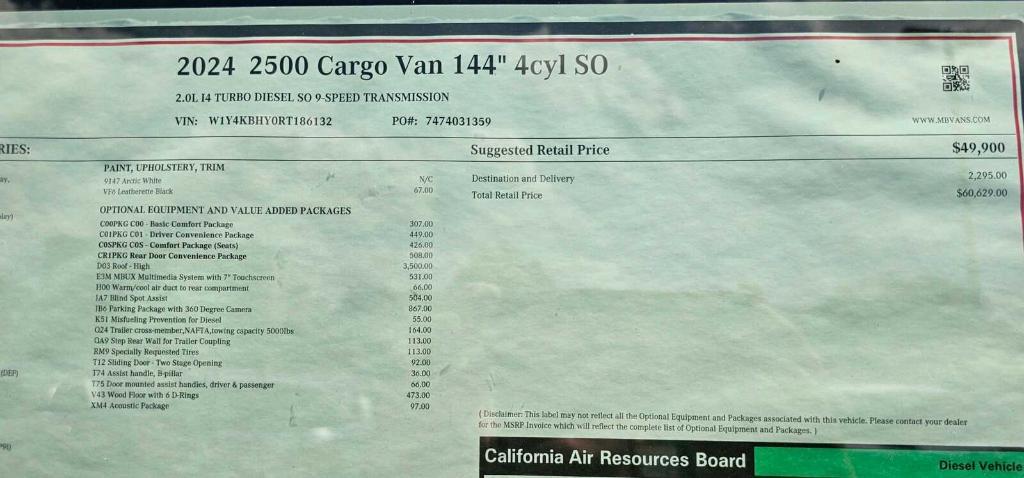 2024 2500 Cargo Van 144" 4cyl SO
2.0L I4 TURBO DIESEL SO 9-SPEED TRANSMISSION
VIN: W1Y4KBHY0RT186132 PO#: 7474031359
WWW.MBVANS.COM
RIES:
PAINT, UPHOLSTERY, TRIM
9147 Arctic White N/C
VF6 Leatherette Black 67.00
OPTIONAL EQUIPMENT AND VALUE ADDED PACKAGES
C00PKG C00 - Basic Comfort Package 307.00
C01PKG C01 - Driver Convenience Package 449.00
C0SPKG C0S - Comfort Package (Seats) 426.00
CR1PKG Rear Door Convenience Package 508.00
D03 Roof - High 3,500.00
E3M MBUX Multimedia System with 7" Touchscreen 531.00
H00 Warm/cool air duct to rear compartment 66.00
JA7 Blind Spot Assist 504.00
JB6 Parking Package with 360 Degree Camera 867.00
K51 Misfueling Prevention for Diesel 55.00
Q24 Trailer cross-member,NAFTA,towing capacity 5000lbs 164.00
QA9 Step Rear Wall for Trailer Coupling 113.00
RM9 Specially Requested Tires 113.00
T12 Sliding Door - Two Stage Opening 92.00
T74 Assist handle, B-pillar 36.00
T75 Door mounted assist handles, driver & passenger 66.00
V43 Wood Floor with 6 D-Rings 473.00
XM4 Acoustic Package 97.00
Suggested Retail Price $49,900
Destination and Delivery 2,295.00
Total Retail Price $60,629.00
( Disclaimer: This label may not reflect all the Optional Equipment and Packages associated with this vehicle. Please contact your dealer
for the MSRP Invoice which will reflect the complete list of Optional Equipment and Packages. )
(DEF)
California Air Resources Board
Diesel Vehicle